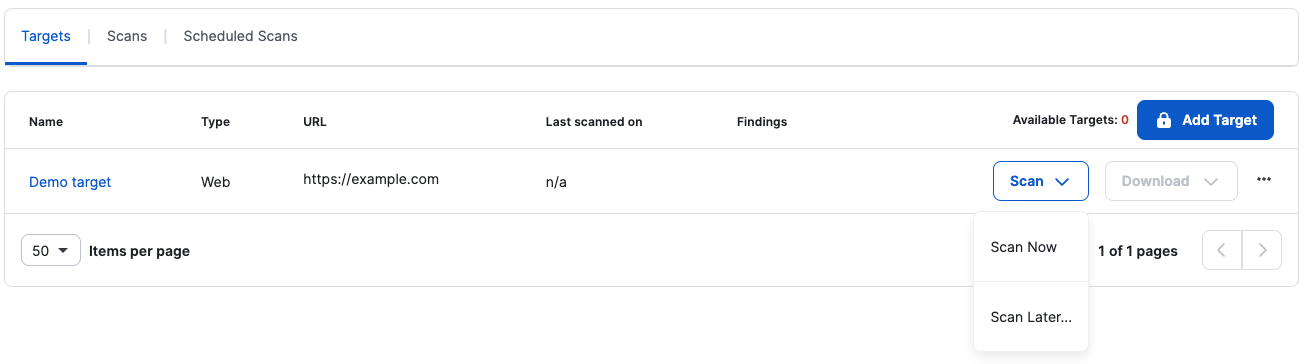 Targets | Scans | Scheduled Scans
Name Type URL Last scanned on Findings Available Targets: 0 Add Target
Demo target Web https://example.com n/a Scan Download ...
50 Items per page 1 of 1 pages
Scan Now
Scan Later...